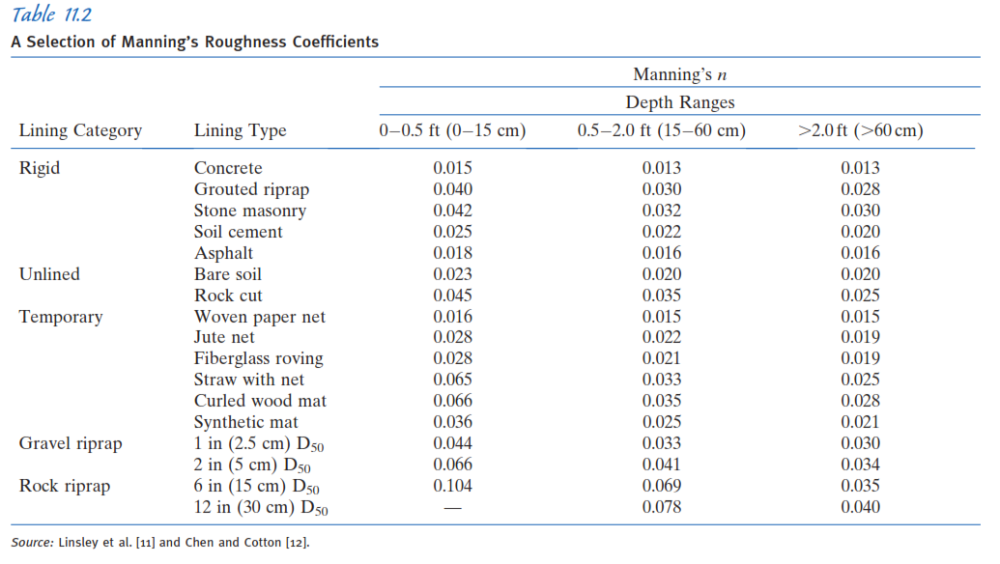 Table 11.2
A Selection of Manning's Roughness Coefficients
Manning's n
Depth Ranges
Lining Category Lining Type 0–0.5 ft (0–15 cm) 0.5–2.0 ft (15–60 cm) >2.0 ft (>60 cm)
Rigid Concrete 0.015 0.013 0.013
Grouted riprap 0.040 0.030 0.028
Stone masonry 0.042 0.032 0.030
Soil cement 0.025 0.022 0.020
Asphalt 0.018 0.016 0.016
Unlined Bare soil 0.023 0.020 0.020
Rock cut 0.045 0.035 0.025
Temporary Woven paper net 0.016 0.015 0.015
Jute net 0.028 0.022 0.019
Fiberglass roving 0.028 0.021 0.019
Straw with net 0.065 0.033 0.025
Curled wood mat 0.066 0.035 0.028
Synthetic mat 0.036 0.025 0.021
Gravel riprap 1 in (2.5 cm) D50 0.044 0.033 0.030
2 in (5 cm) D50 0.066 0.041 0.034
Rock riprap 6 in (15 cm) D50 0.104 0.069 0.035
12 in (30 cm) D50 — 0.078 0.040
Source: Linsley et al. [11] and Chen and Cotton [12].